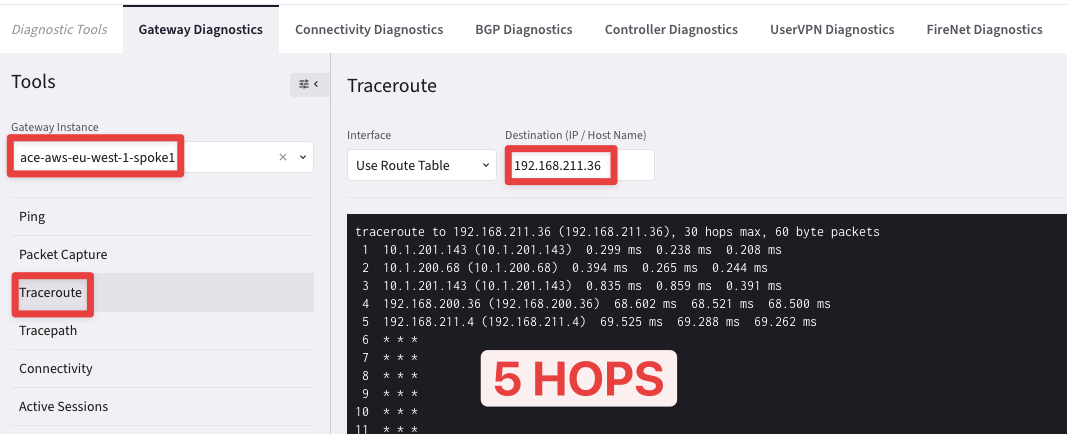 Diagnostic Tools
Gateway Diagnostics
Connectivity Diagnostics
BGP Diagnostics
Controller Diagnostics
UserVPN Diagnostics
FireNet Diagnostics
Tools
Gateway Instance
ace-aws-eu-west-1-spoke1
Ping
Packet Capture
Traceroute
Tracepath
Connectivity
Active Sessions
Traceroute
Interface
Use Route Table
Destination (IP / Host Name)
192.168.211.36
traceroute to 192.168.211.36 (192.168.211.36), 30 hops max, 60 byte packets
1 10.1.201.143 (10.1.201.143) 0.299 ms 0.238 ms 0.208 ms
2 10.1.200.68 (10.1.200.68) 0.394 ms 0.265 ms 0.244 ms
3 10.1.201.143 (10.1.201.143) 0.835 ms 0.859 ms 0.391 ms
4 192.168.200.36 (192.168.200.36) 68.602 ms 68.521 ms 68.500 ms
5 192.168.211.4 (192.168.211.4) 69.525 ms 69.288 ms 69.262 ms
6 * * *
7 * * *
8 * * *
9 * * *
10 * * *
11 * * *
5 HOPS